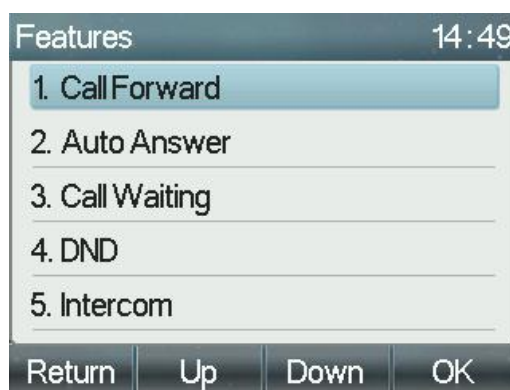 Features 14:49
1. Call Forward
2. Auto Answer
3. Call Waiting
4. DND
5. Intercom
Return Up Down OK